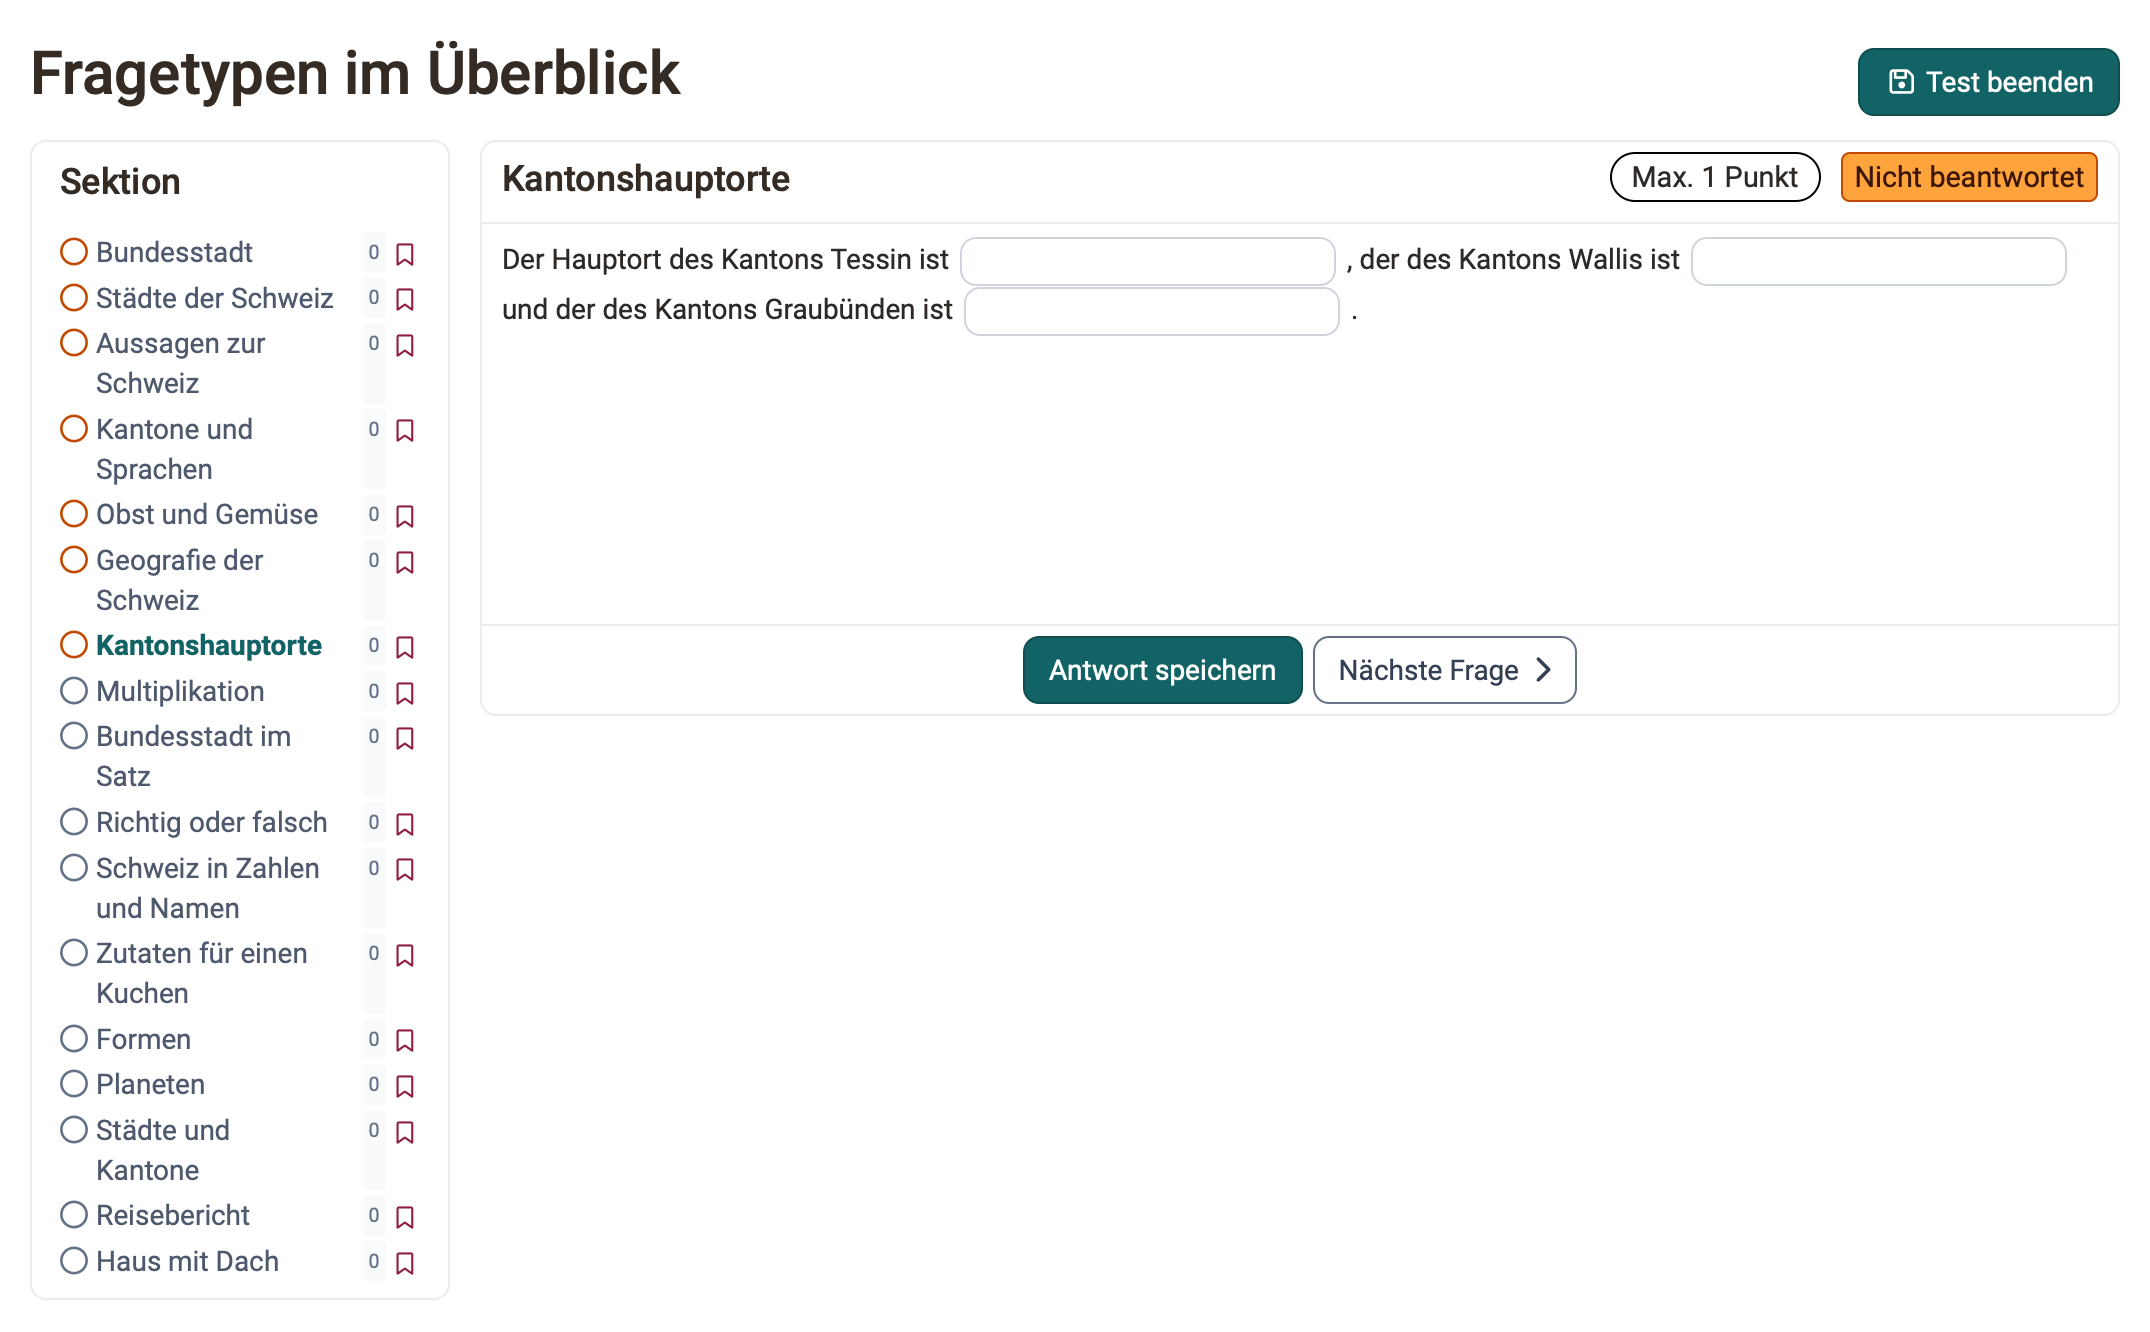 Fragetypen im Überblick
Test beenden
Sektion
Bundesstadt 0
Städte der Schweiz 0
Aussagen zur 0
Schweiz
Kantone und 0
Sprachen
Obst und Gemüse 0
Geografie der 0
Schweiz
Kantonshauptorte 0
Multiplikation 0
Bundesstadt im 0
Satz
Richtig oder falsch 0
Schweiz in Zahlen 0
und Namen
Zutaten für einen 0
Kuchen
Formen 0
Planeten 0
Städte und 0
Kantone
Reisebericht 0
Haus mit Dach 0
Kantonshauptorte
Max. 1 Punkt
Nicht beantwortet
Der Hauptort des Kantons Tessin ist , der des Kantons Wallis ist
und der des Kantons Graubünden ist .
Antwort speichern
Nächste Frage